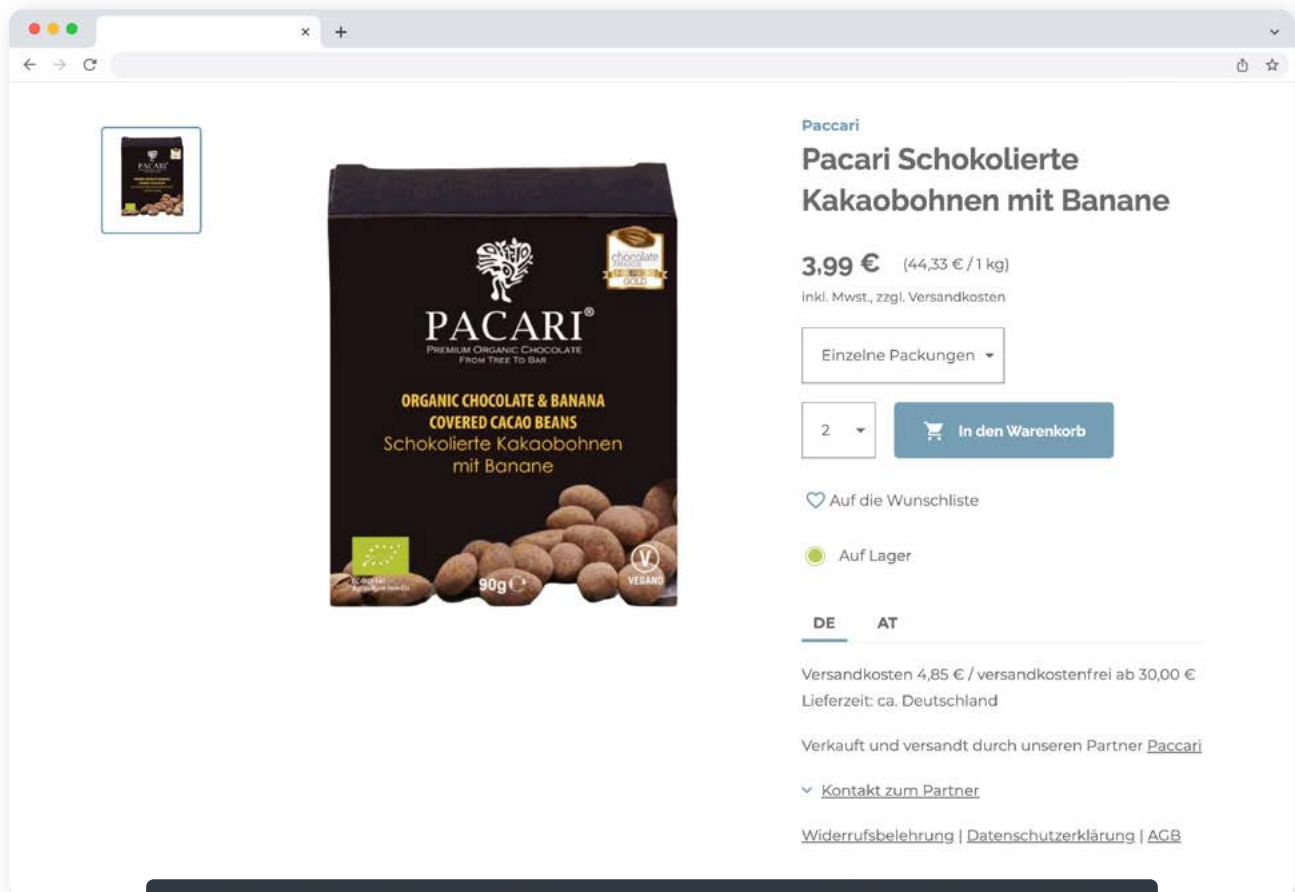 Paccari
Pacari Schokolierte
Kakaobohnen mit Banane
3,99 € (44,33 € / 1 kg)
inkl. Mwst., zzgl. Versandkosten
Einzelne Packungen
2
In den Warenkorb
Auf die Wunschliste
Auf Lager
DE AT
Versandkosten 4,85 € / versandkostenfrei ab 30,00 €
Lieferzeit: ca. Deutschland
Verkauft und versandt durch unseren Partner Paccari
Kontakt zum Partner
Widerrufsbelehrung | Datenschutzerklärung | AGB
PACARI
chocolate
AWARDS
GOLD
PACARI®
PREMIUM ORGANIC CHOCOLATE
FROM TREE TO BAR
ORGANIC CHOCOLATE & BANANA
COVERED CACAO BEANS
Schokolierte Kakaobohnen
mit Banane
90g
V
VEGANO